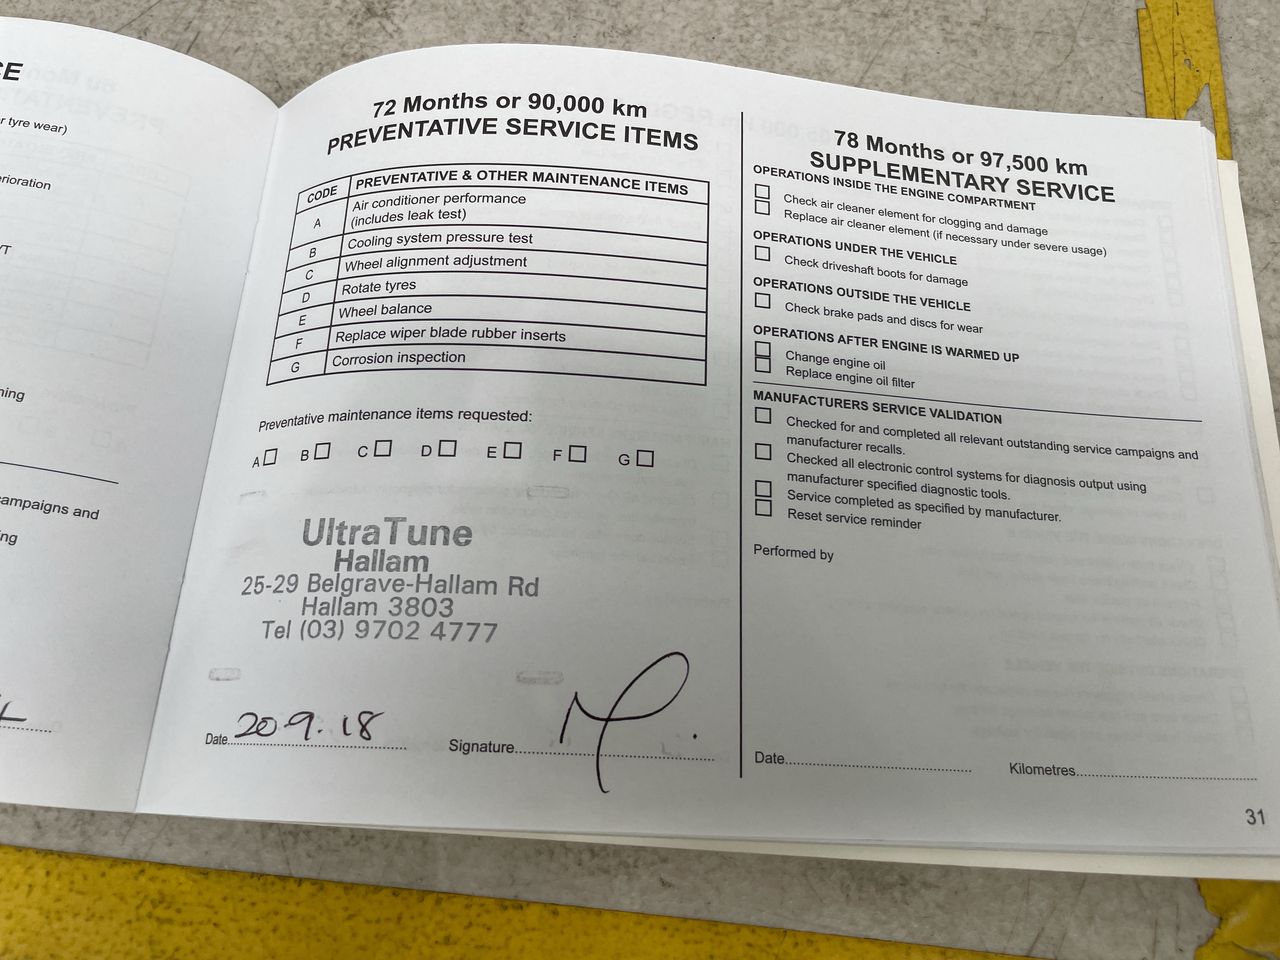 CE
r tyre wear)
rioration
/T
ning
ampaigns and
ng
72 Months or 90,000 km
PREVENTATIVE SERVICE ITEMS
CODE PREVENTATIVE & OTHER MAINTENANCE ITEMS
A Air conditioner performance
(includes leak test)
B Cooling system pressure test
C Wheel alignment adjustment
D Rotate tyres
E Wheel balance
F Replace wiper blade rubber inserts
G Corrosion inspection
Preventative maintenance items requested:
A B C D E F G
UltraTune
Hallam
25-29 Belgrave-Hallam Rd
Hallam 3803
Tel (03) 9702 4777
Date 20.9.18 Signature
78 Months or 97,500 km
SUPPLEMENTARY SERVICE
OPERATIONS INSIDE THE ENGINE COMPARTMENT
Check air cleaner element for clogging and damage
Replace air cleaner element (if necessary under severe usage)
OPERATIONS UNDER THE VEHICLE
Check driveshaft boots for damage
OPERATIONS OUTSIDE THE VEHICLE
Check brake pads and discs for wear
OPERATIONS AFTER ENGINE IS WARMED UP
Change engine oil
Replace engine oil filter
MANUFACTURERS SERVICE VALIDATION
Checked for and completed all relevant outstanding service campaigns and
manufacturer recalls.
Checked all electronic control systems for diagnosis output using
manufacturer specified diagnostic tools.
Service completed as specified by manufacturer.
Reset service reminder
Performed by
Date Kilometres
31